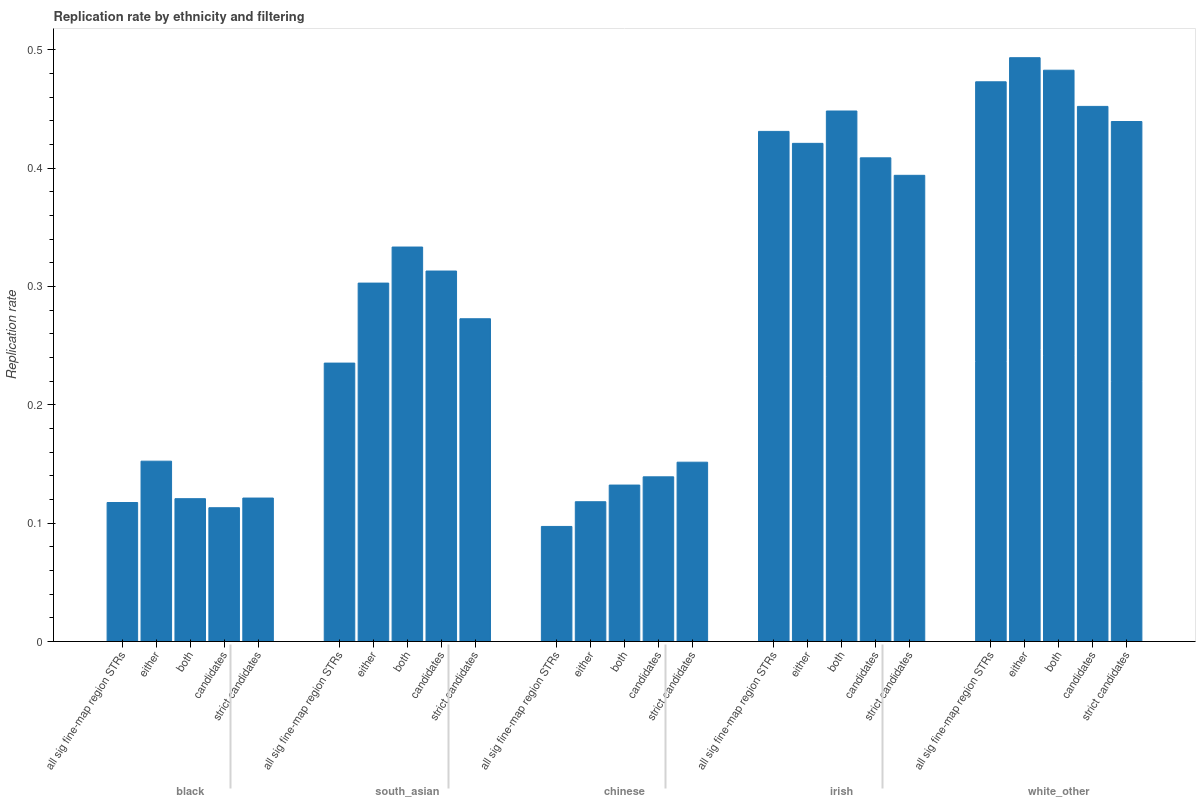 Replication rate by ethnicity and filtering
Replication rate
0.5
0.4
0.3
0.2
0.1
0
all sig fine-map region STRs
either
both
candidates
strict candidates
all sig fine-map region STRs
either
both
candidates
strict candidates
all sig fine-map region STRs
either
both
candidates
strict candidates
all sig fine-map region STRs
either
both
candidates
strict candidates
all sig fine-map region STRs
either
both
candidates
strict candidates
black
south_asian
chinese
irish
white_other